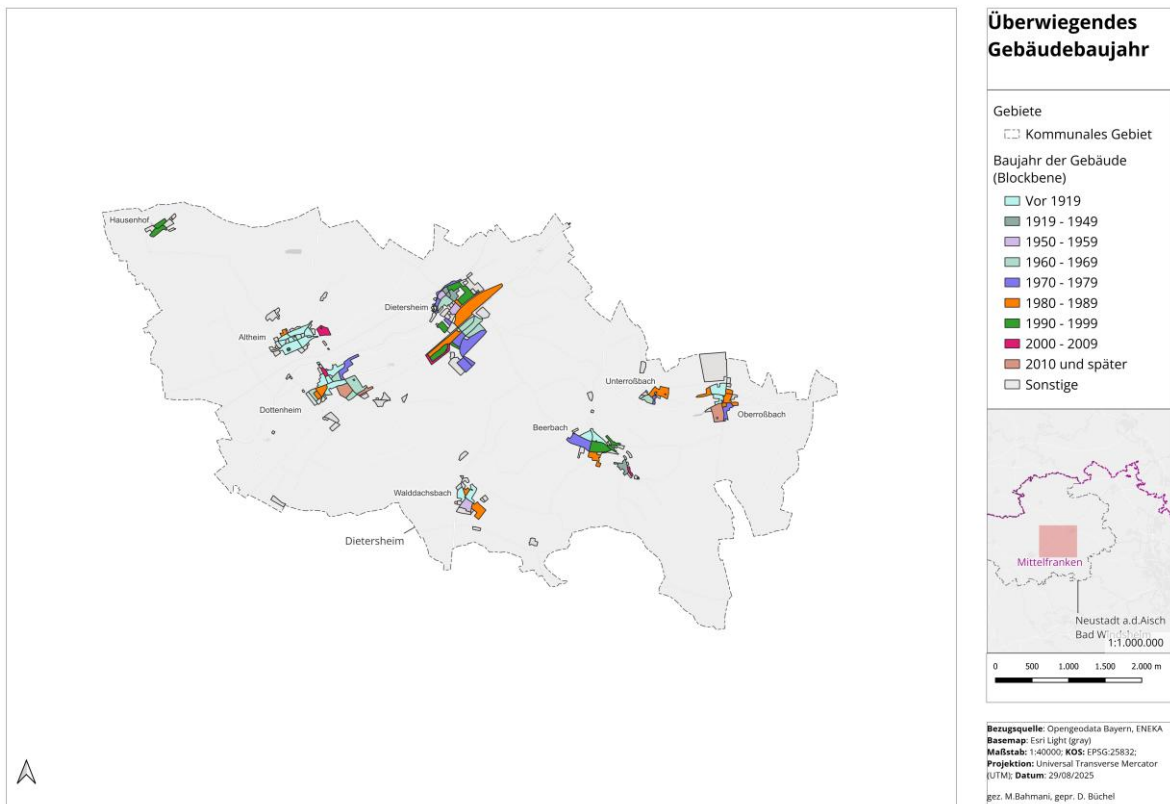 Überwiegendes
Gebäudebaujahr
Gebiete
Kommunales Gebiet
Baujahr der Gebäude
(Blockbene)
Vor 1919
1919 - 1949
1950 - 1959
1960 - 1969
1970 - 1979
1980 - 1989
1990 - 1999
2000 - 2009
2010 und später
Sonstige
Hausenhof
Dietersheim
Altheim
Dottenheim
Unterroßbach
Oberroßbach
Beerbach
Walddachsbach
Dietersheim
Mittelfranken
Neustadt a.d.Aisch
Bad Windsheim
1:1.000.000
0 500 1.000 1.500 2.000 m
Bezugsquelle: Opengeodata Bayern, ENEKA
Basemap: Esri Light (gray)
Maßstab: 1:40000; KOS: EPSG:25832;
Projektion: Universal Transverse Mercator
(UTM); Datum: 29/08/2025
gez. M.Bahmani, gepr. D. Büchel